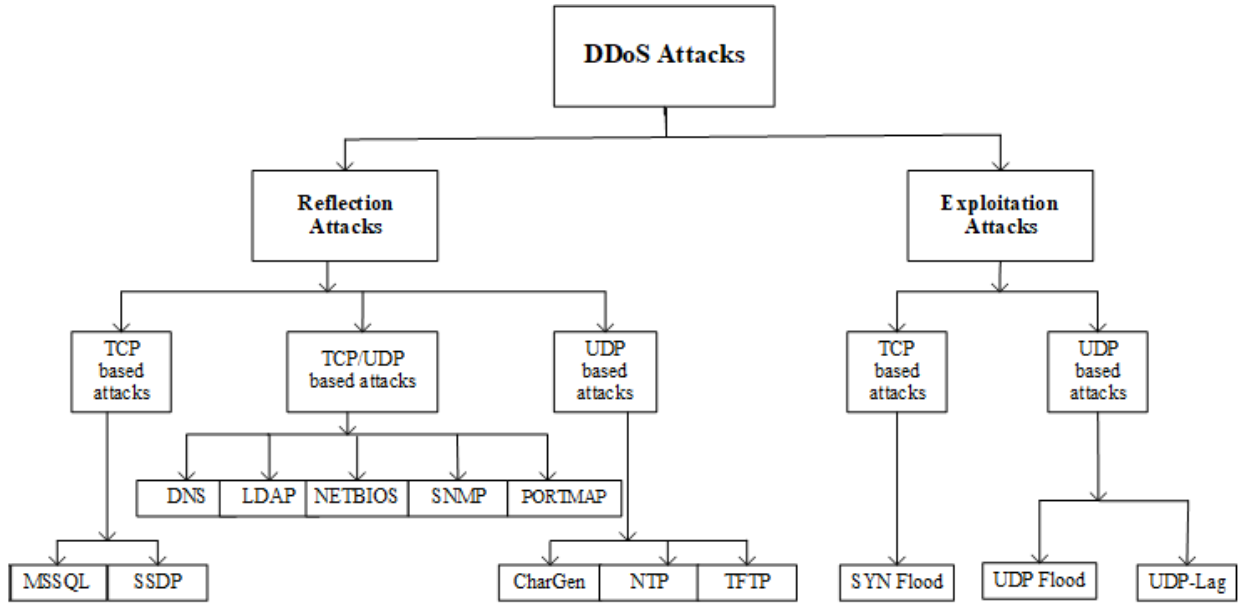 DDoS Attacks
Reflection
Attacks
Exploitation
Attacks
TCP
based
attacks
TCP/UDP
based attacks
UDP
based
attacks
TCP
based
attacks
UDP
based
attacks
DNS
LDAP
NETBIOS
SNMP
PORTMAP
MSSQL
SSDP
CharGen
NTP
TFTP
SYN Flood
UDP Flood
UDP-Lag